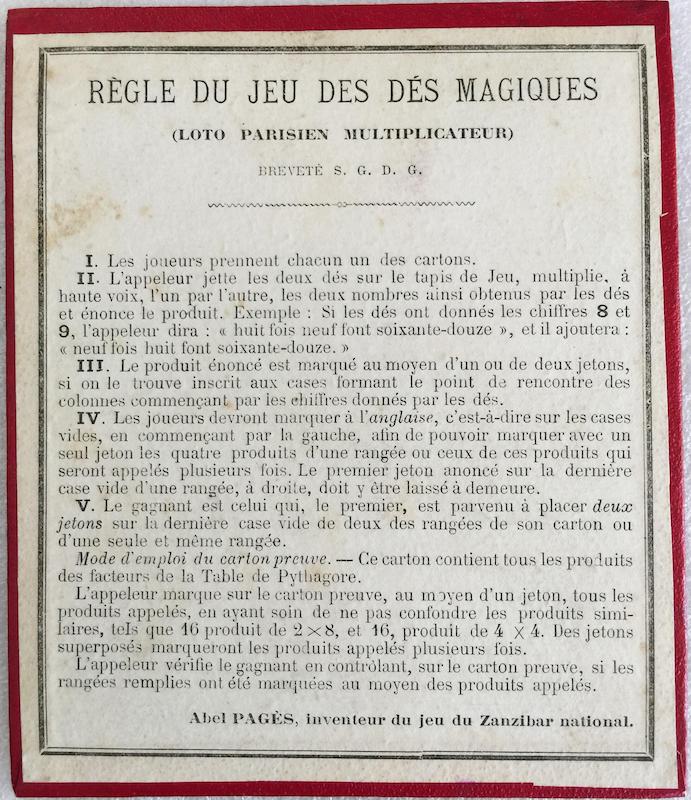 RÈGLE DU JEU DES DÉS MAGIQUES
(LOTO PARISIEN MULTIPLICATEUR)
BREVETÉ S. G. D. G.
I. Les joueurs prennent chacun un des cartons.
II. L'appeleur jette les deux dés sur le tapis de Jeu, multiplie, à
haute voix, l'un par l'autre, les deux nombres ainsi obtenus par les dés
et énonce le produit. Exemple : Si les dés ont donnés les chiffres 8 et
9, l'appeleur dira : « huit fois neuf font soixante-douze », et il ajoutera :
« neuf fois huit font soixante-douze. »
III. Le produit énoncé est marqué au moyen d'un ou de deux jetons,
si on le trouve inscrit aux cases formant le point de rencontre des
colonnes commençant par les chiffres donnés par les dés.
IV. Les joueurs devront marquer à l'anglaise, c'est-à-dire sur les cases
vides, en commençant par la gauche, afin de pouvoir marquer avec un
seul jeton les quatre produits d'une rangée ou ceux de ces produits qui
seront appelés plusieurs fois. Le premier jeton anoncé sur la dernière
case vide d'une rangée, à droite, doit y être laissé à demeure.
V. Le gagnant est celui qui, le premier, est parvenu à placer deux
jetons sur la dernière case vide de deux des rangées de son carton ou
d'une seule et même rangée.
Mode d'emploi du carton preuve. — Ce carton contient tous les produits
des facteurs de la Table de Pythagore.
L'appeleur marque sur le carton preuve, au moyen d'un jeton, tous les
produits appelés, en ayant soin de ne pas confondre les produits simi-
laires, tels que 16 produit de 2 × 8, et 16, produit de 4 × 4. Des jetons
superposés marqueront les produits appelés plusieurs fois.
L'appeleur vérifie le gagnant en contrôlant, sur le carton preuve, si les
rangées remplies ont été marquées au moyen des produits appelés.
Abel PAGÈS, inventeur du jeu du Zanzibar national.